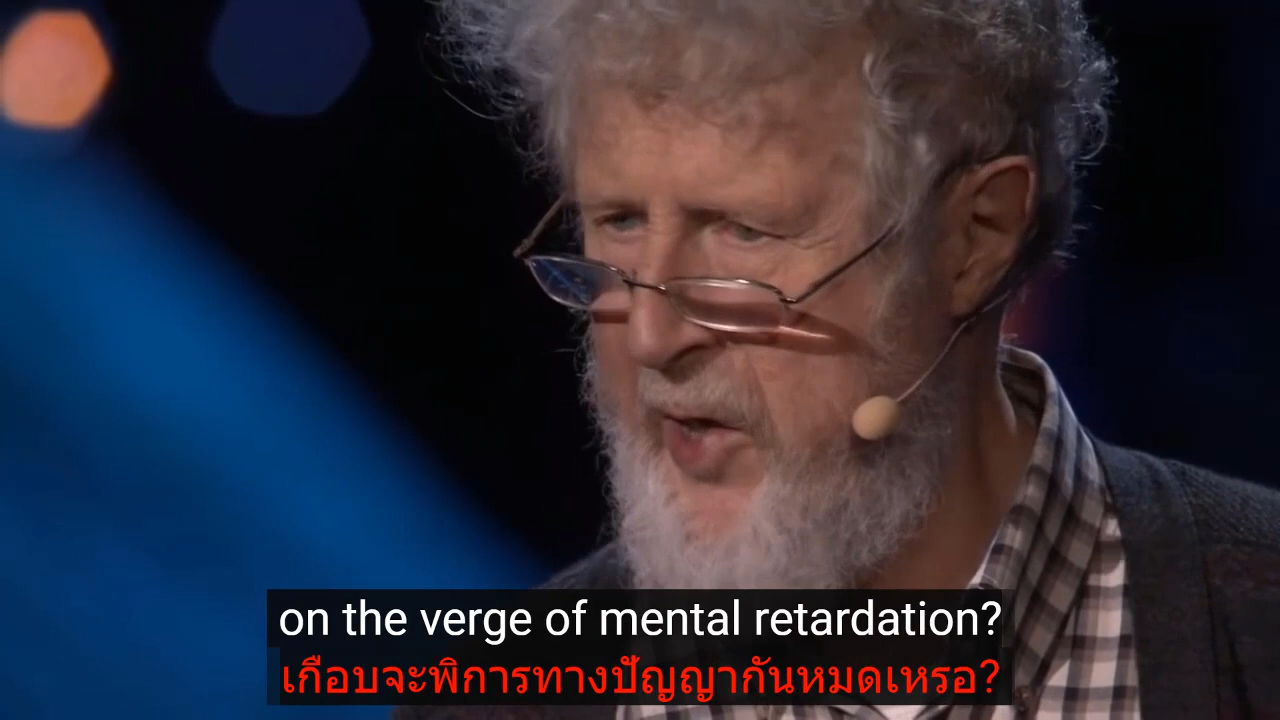 on the verge of mental retardation?
เกือบจะพิการทางปัญญากันหมดเหรอ?